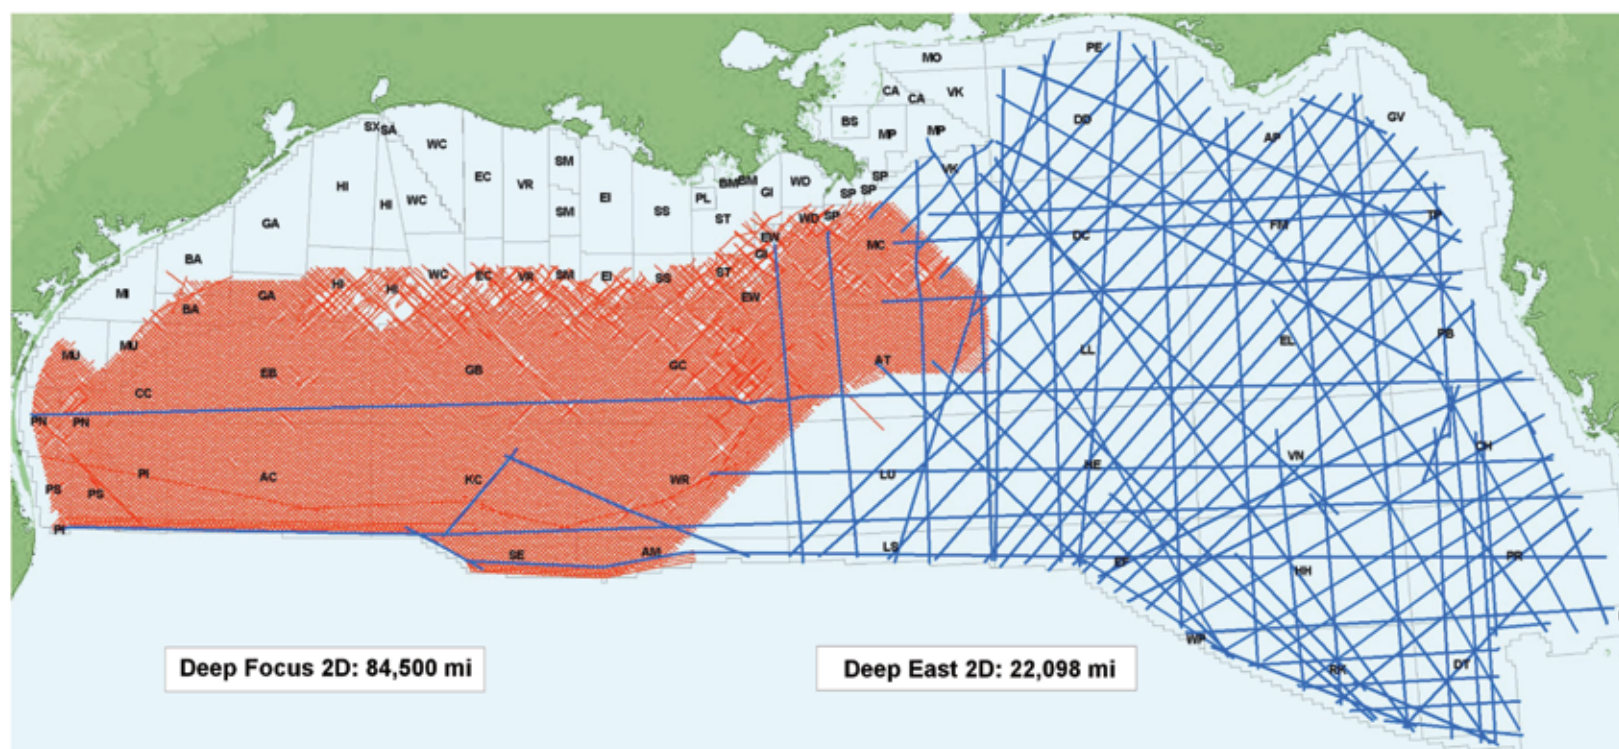 PE
MO
CA
CA
VK
GV
SX
SA
WC
BS
MP
MP
DD
AP
SM
HI
HI
WC
EC
VR
SM
EI
SS
PL
BM
BM
GI
WD
SP
SP
SP
VK
GA
ST
WD
SP
TP
FM
DC
BA
EW
GI
MC
MI
BA
GA
HI
HI
WC
EC
VR
SM
EI
SS
ST
EW
MU
MU
AT
LL
EL
PB
CC
EB
GB
GC
PN
PN
PI
AC
KC
WR
LU
HE
VN
CH
PS
PS
PI
SE
AM
LS
EF
HH
PR
WP
RK
DT
Deep Focus 2D: 84,500 mi
Deep East 2D: 22,098 mi